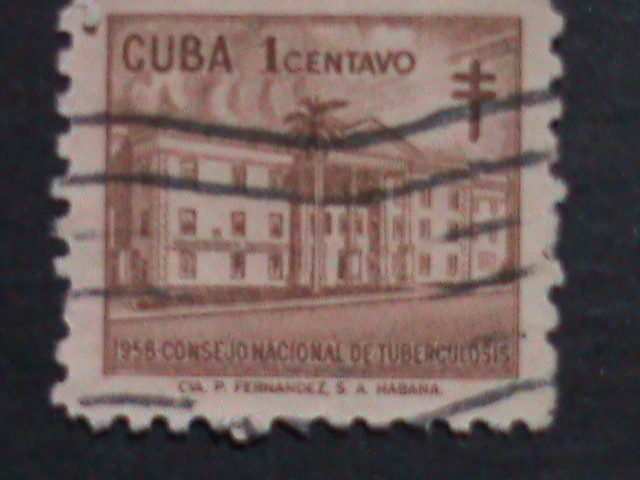 CUBA 1CENTAVO
1958-CONSEJO NACIONAL DE TUBERCULOSIS
CIA. P. FERNANDEZ, S. A. HABANA.